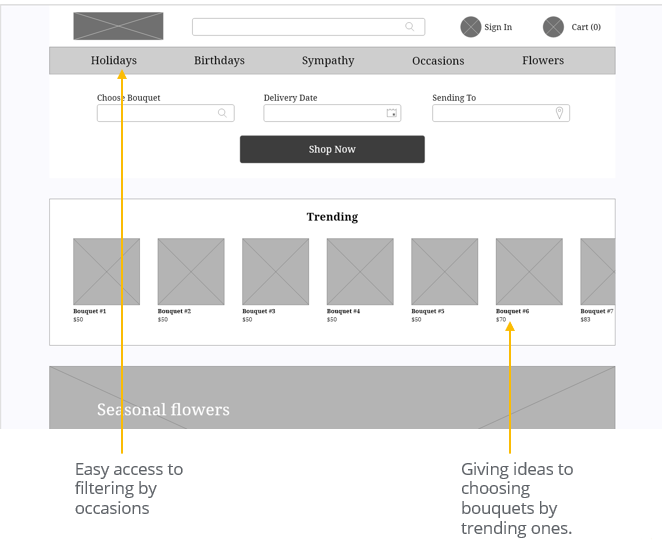 Sign In Cart (0)
Holidays Birthdays Sympathy Occasions Flowers
Choose Bouquet Delivery Date Sending To
Shop Now
Trending
Bouquet #1 Bouquet #2 Bouquet #3 Bouquet #4 Bouquet #5 Bouquet #6 Bouquet #7
$50 $50 $50 $50 $50 $70 $83
Seasonal flowers
Easy access to
filtering by
occasions
Giving ideas to
choosing
bouquets by
trending ones.